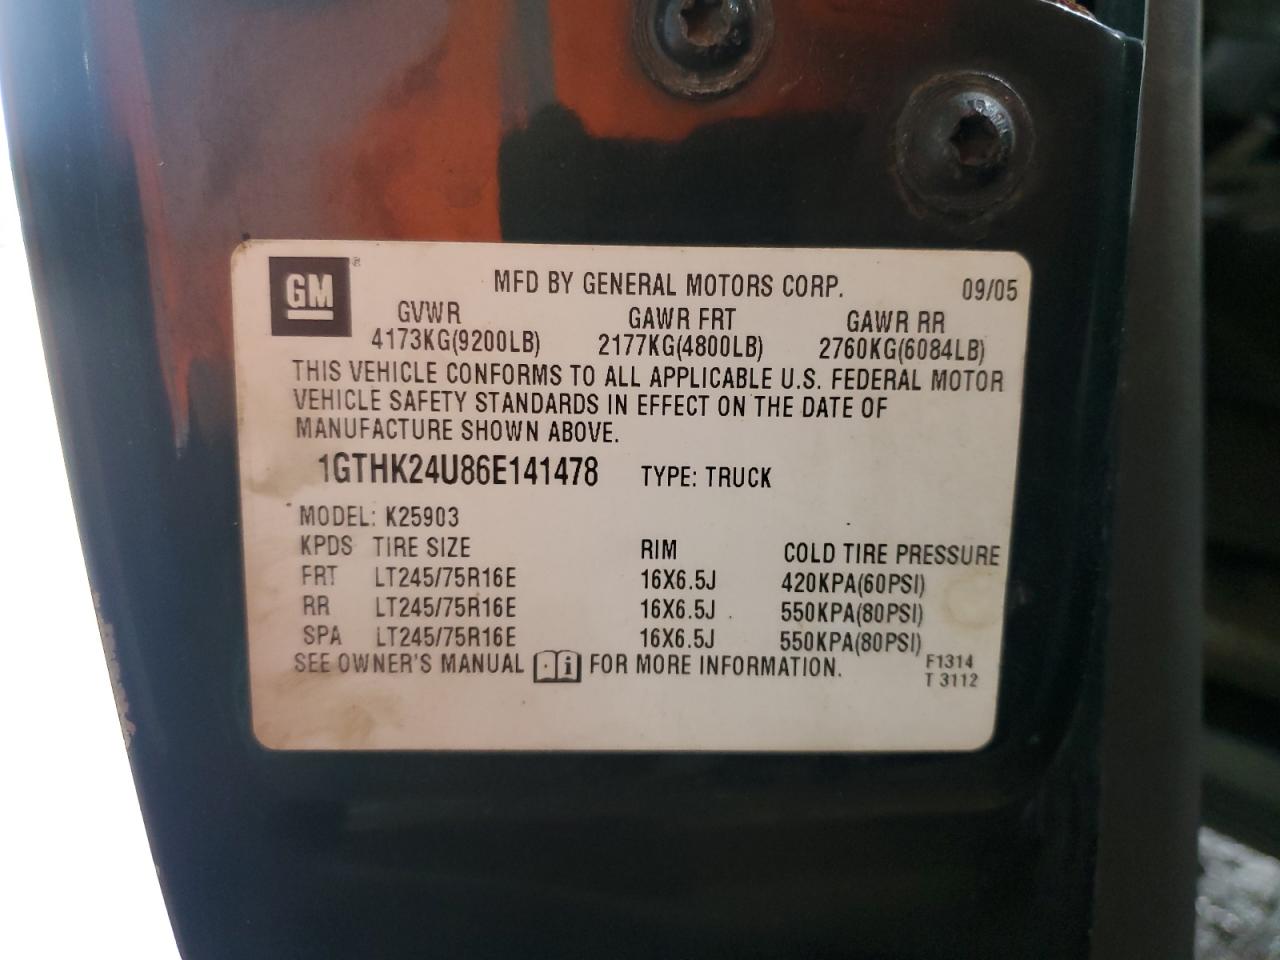 GM®
MFD BY GENERAL MOTORS CORP. 09/05
GVWR GAWR FRT GAWR RR
4173KG(9200LB) 2177KG(4800LB) 2760KG(6084LB)
THIS VEHICLE CONFORMS TO ALL APPLICABLE U.S. FEDERAL MOTOR
VEHICLE SAFETY STANDARDS IN EFFECT ON THE DATE OF
MANUFACTURE SHOWN ABOVE.
1GTHK24U86E141478 TYPE: TRUCK
MODEL: K25903
KPDS TIRE SIZE RIM COLD TIRE PRESSURE
FRT LT245/75R16E 16X6.5J 420KPA(60PSI)
RR LT245/75R16E 16X6.5J 550KPA(80PSI)
SPA LT245/75R16E 16X6.5J 550KPA(80PSI)
SEE OWNER'S MANUAL i FOR MORE INFORMATION. F1314
T 3112